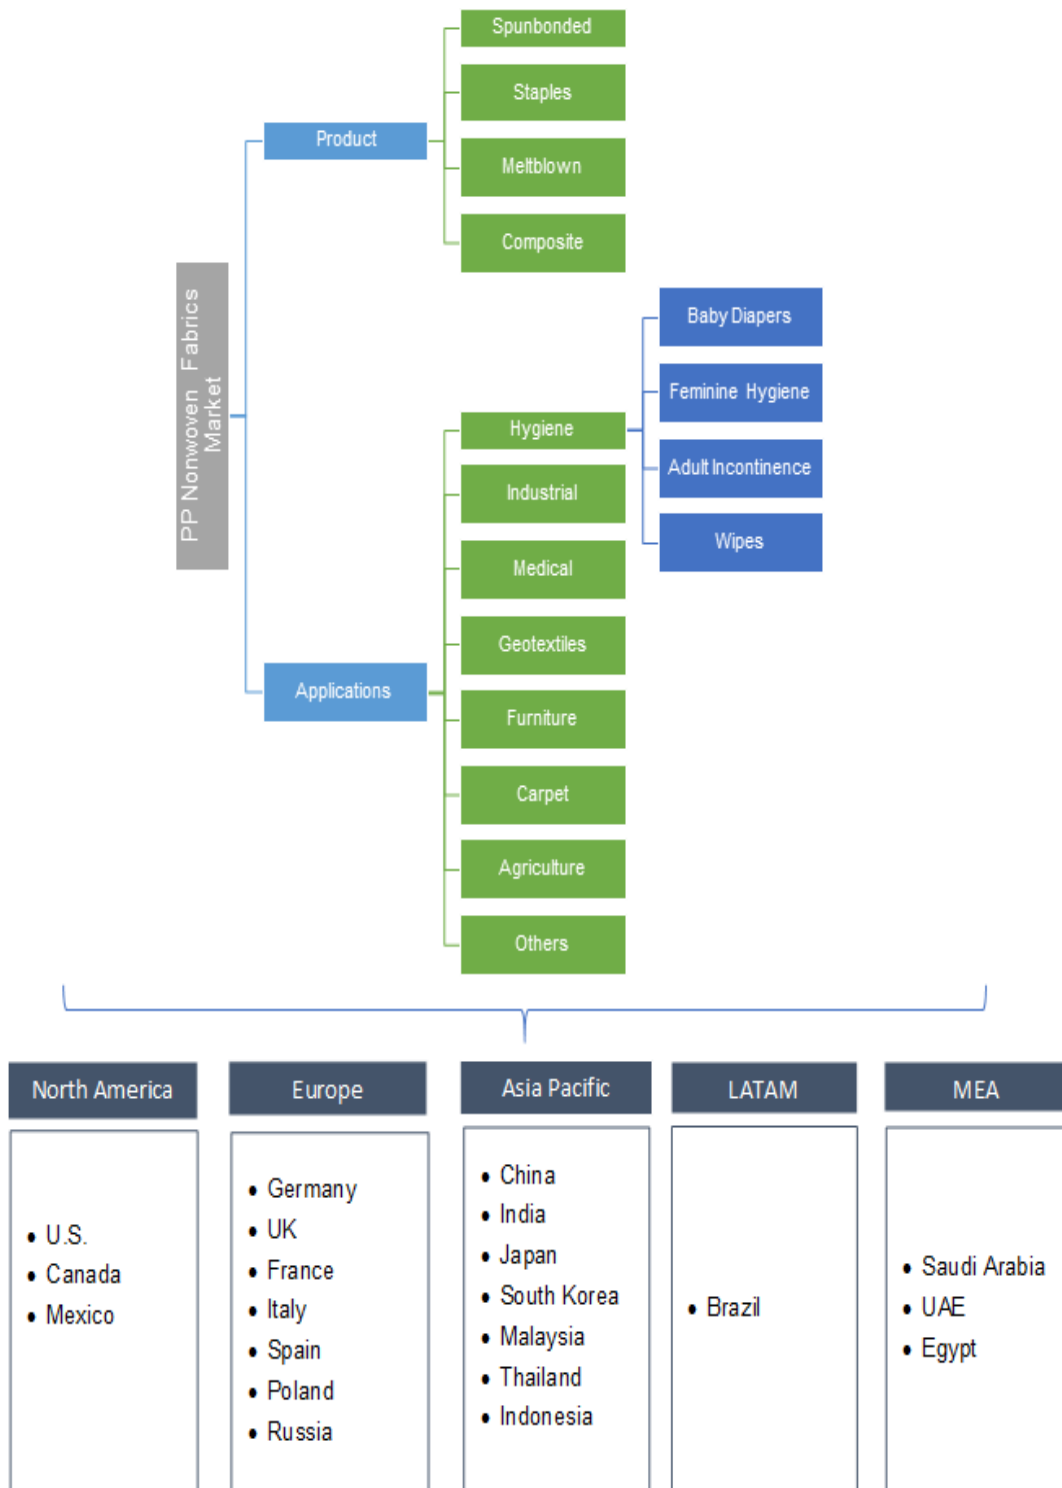 Spunbonded
Staples
Product
Meltblown
Composite
PP Nonwoven Fabrics
Market
Baby Diapers
Feminine Hygiene
Hygiene
Adult Incontinence
Industrial
Wipes
Medical
Geotextiles
Applications
Furniture
Carpet
Agriculture
Others
North America
• U.S.
• Canada
• Mexico
Europe
• Germany
• UK
• France
• Italy
• Spain
• Poland
• Russia
Asia Pacific
• China
• India
• Japan
• South Korea
• Malaysia
• Thailand
• Indonesia
LATAM
• Brazil
MEA
• Saudi Arabia
• UAE
• Egypt